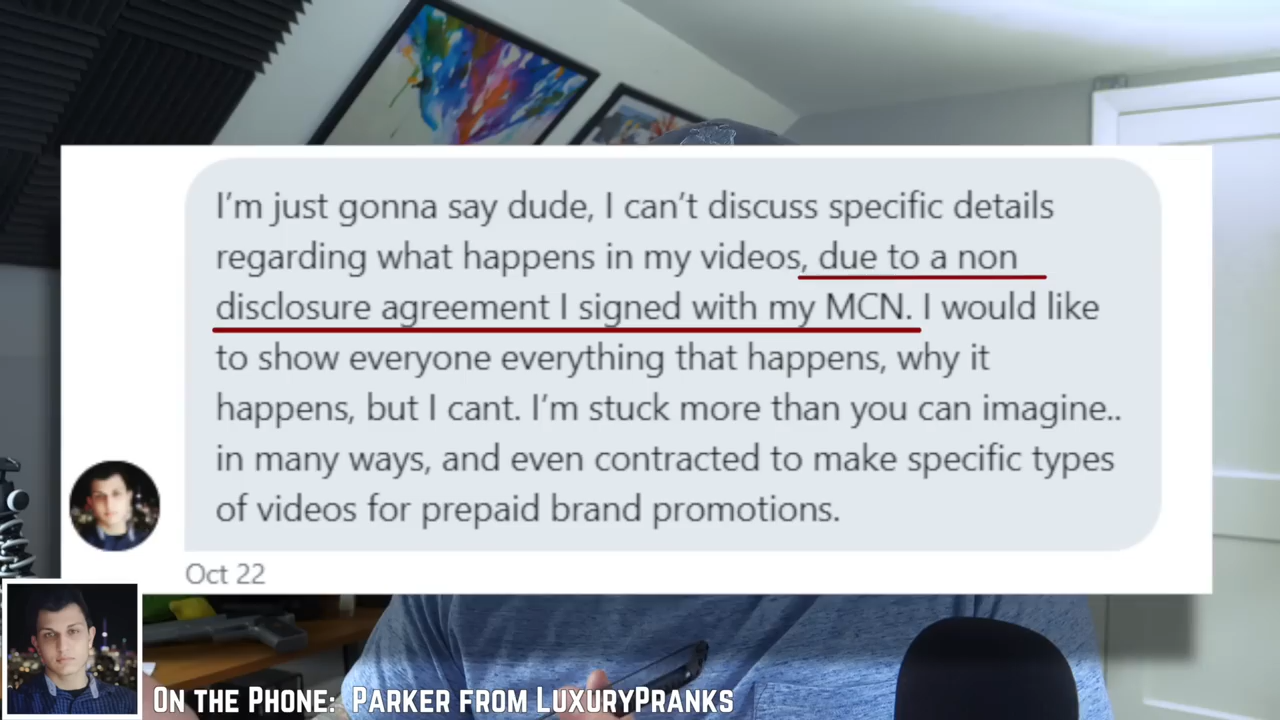 I'm just gonna say dude, I can't discuss specific details
regarding what happens in my videos, due to a non
disclosure agreement I signed with my MCN. I would like
to show everyone everything that happens, why it
happens, but I cant. I'm stuck more than you can imagine..
in many ways, and even contracted to make specific types
of videos for prepaid brand promotions.
Oct 22
ON THE PHONE: PARKER FROM LUXURYPRANKS